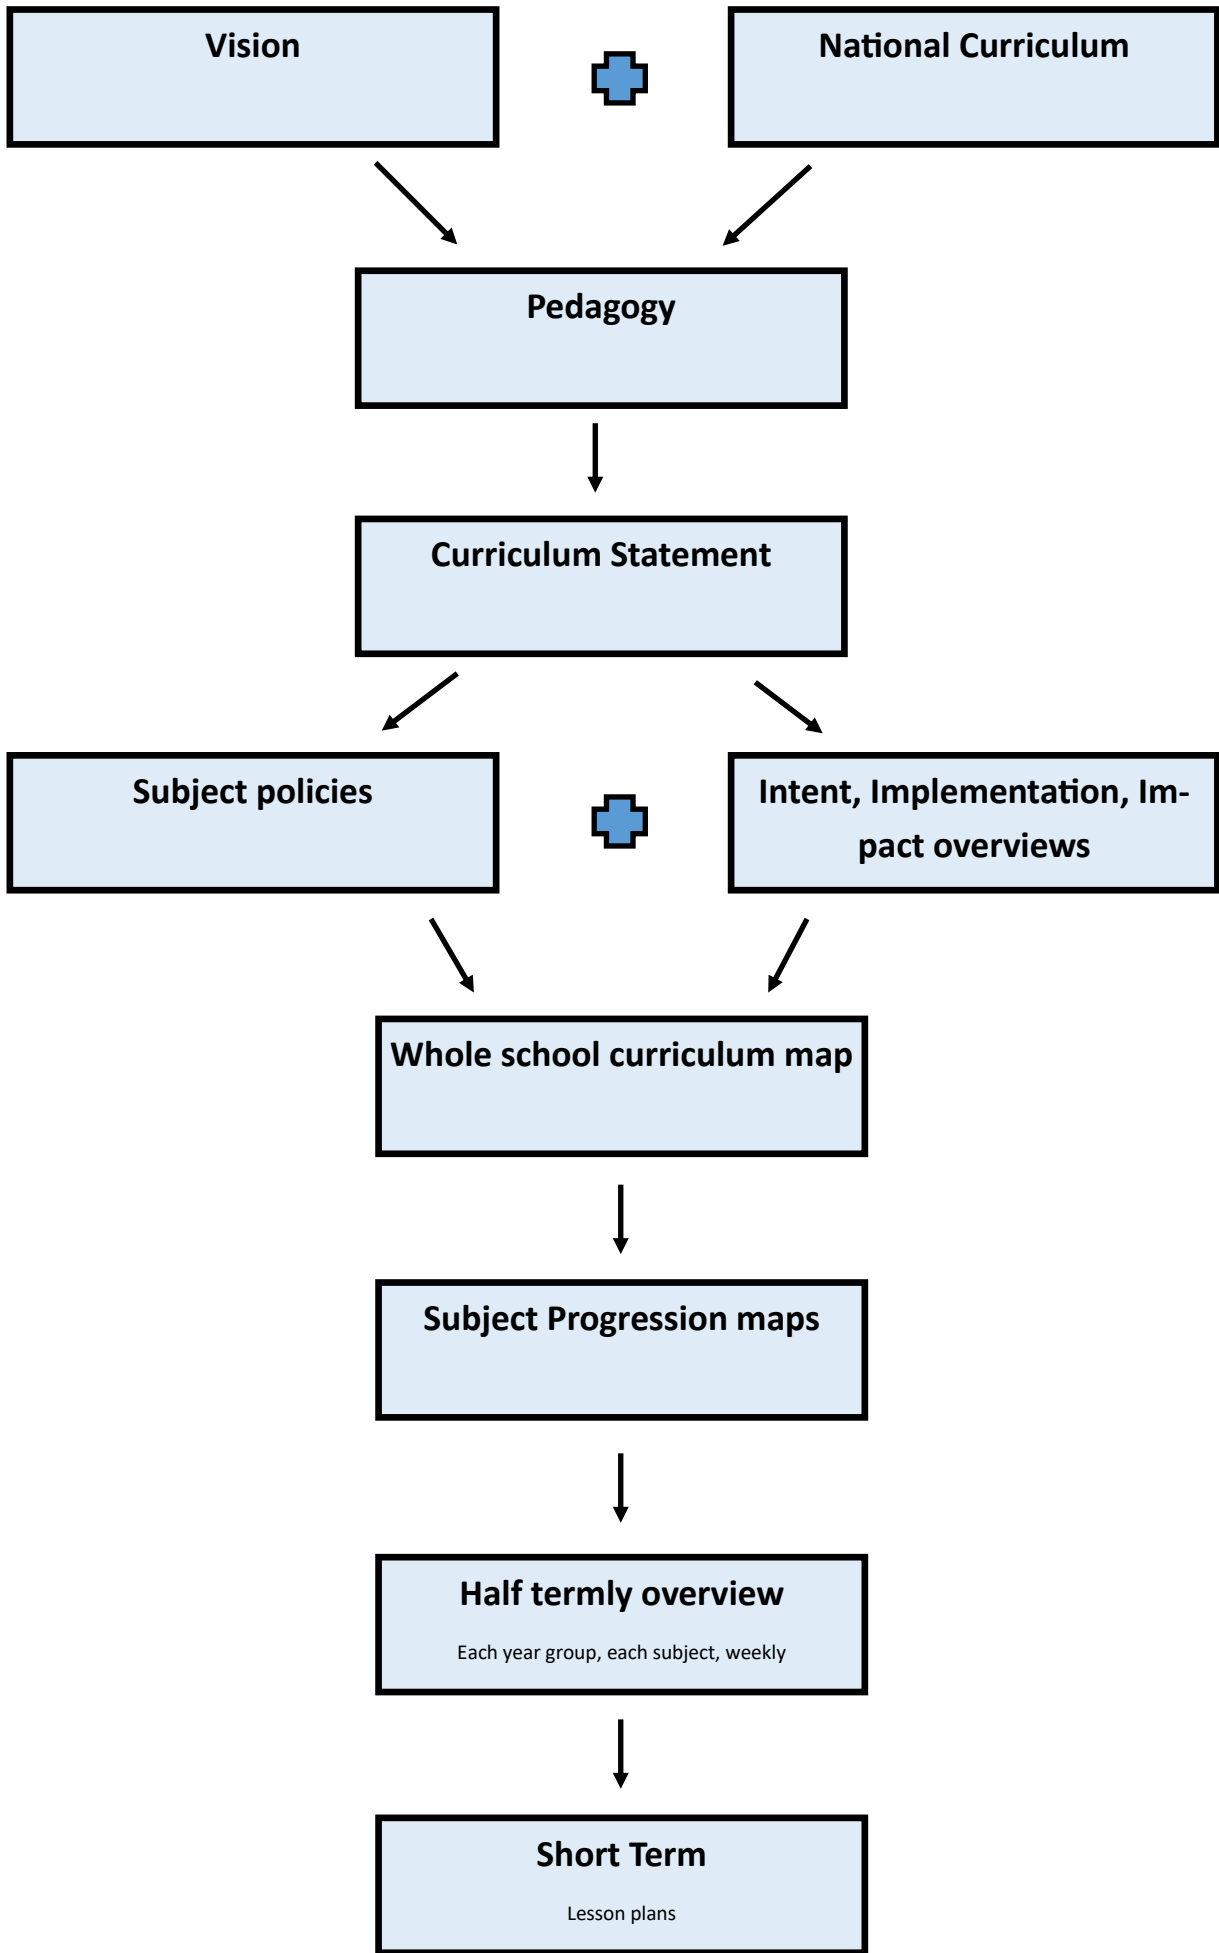 Vision
National Curriculum
Pedagogy
Curriculum Statement
Subject policies
Intent, Implementation, Im-
pact overviews
Whole school curriculum map
Subject Progression maps
Half termly overview
Each year group, each subject, weekly
Short Term
Lesson plans